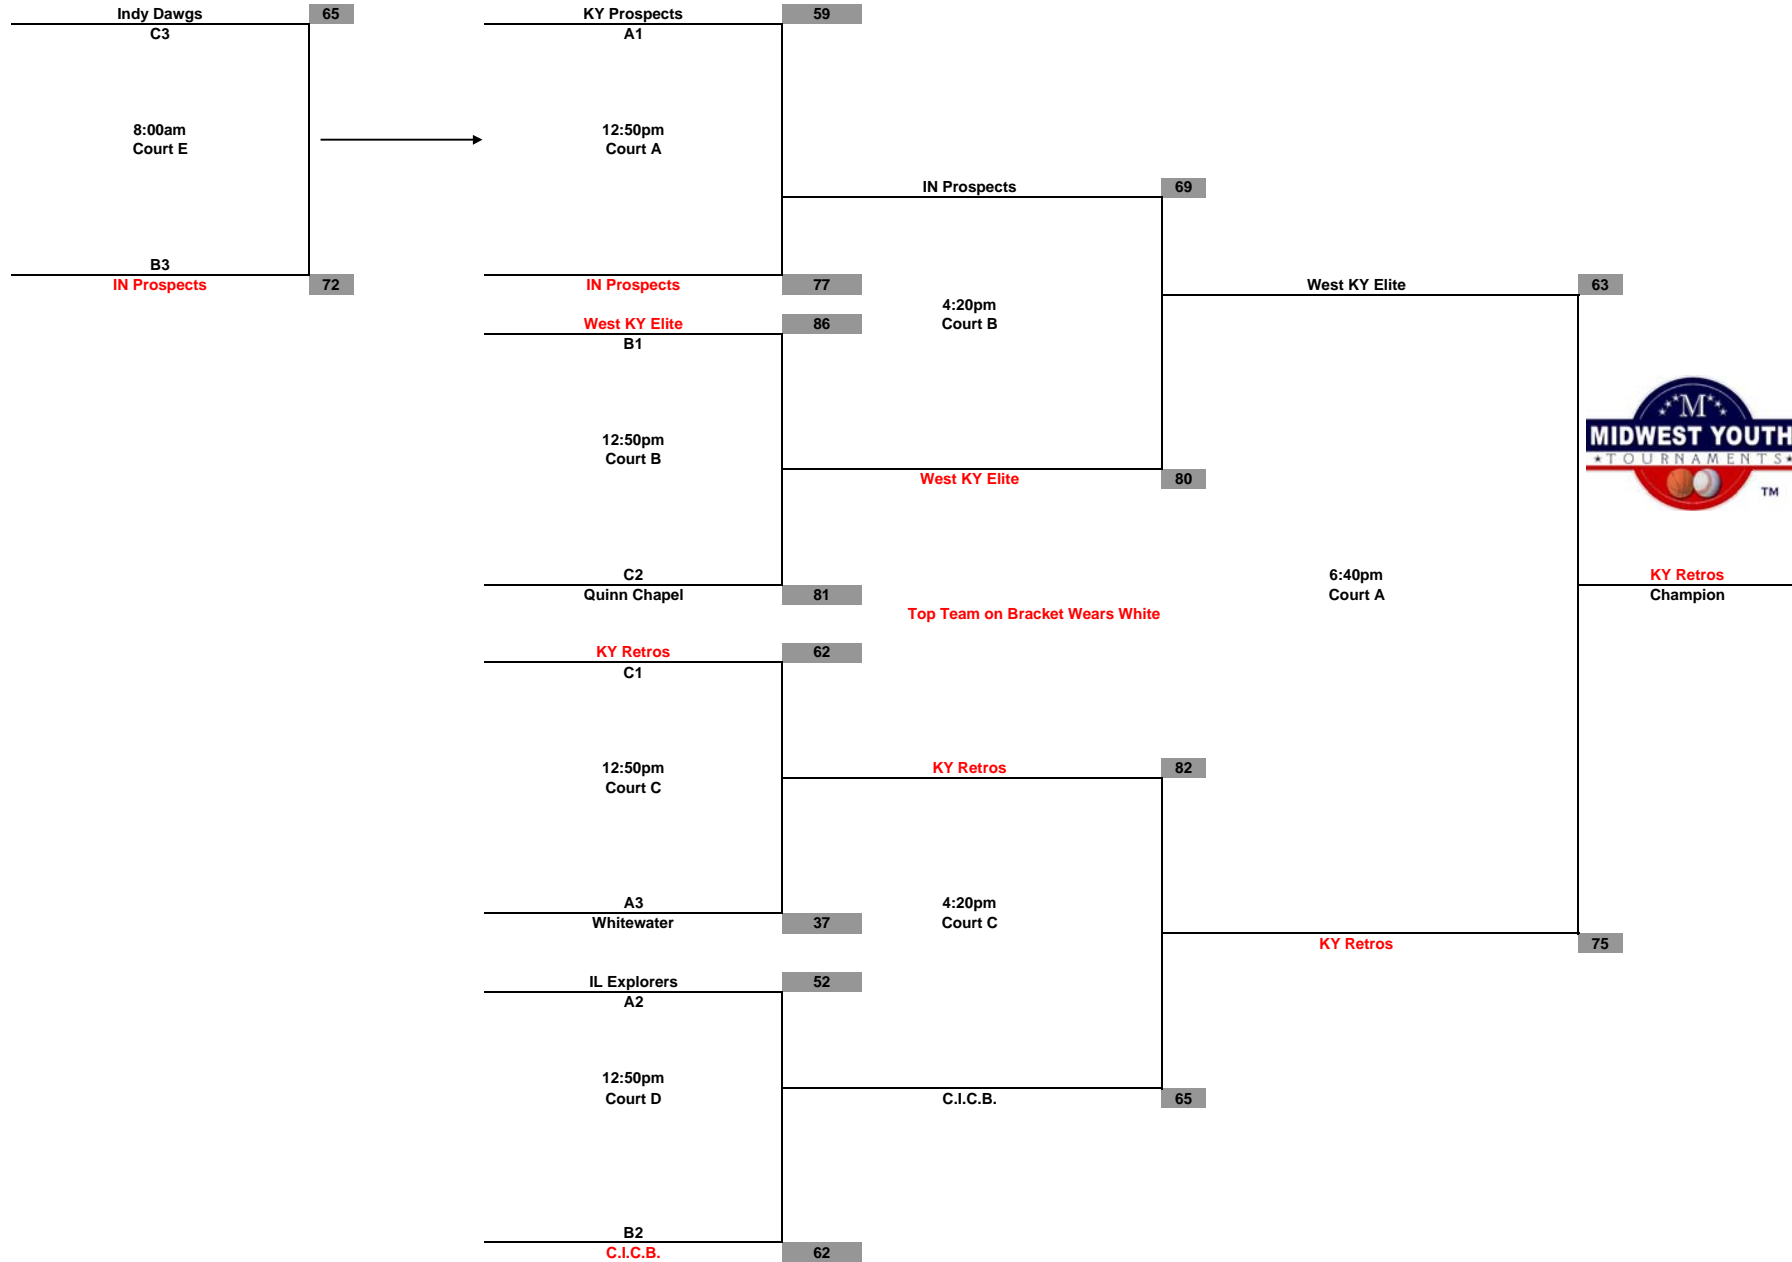 Indy Dawgs 65
C3
8:00am
Court E
B3
IN Prospects 72
KY Prospects 59
A1
12:50pm
Court A
IN Prospects 77
West KY Elite 86
B1
12:50pm
Court B
C2
Quinn Chapel 81
KY Retros 62
C1
12:50pm
Court C
A3
Whitewater 37
IL Explorers 52
A2
12:50pm
Court D
B2
C.I.C.B. 62
IN Prospects 69
4:20pm
Court B
West KY Elite 80
Top Team on Bracket Wears White
KY Retros 82
4:20pm
Court C
C.I.C.B. 65
West KY Elite 63
6:40pm
Court A
KY Retros 75
M
MIDWEST YOUTH
TOURNAMENTS
TM
KY Retros
Champion